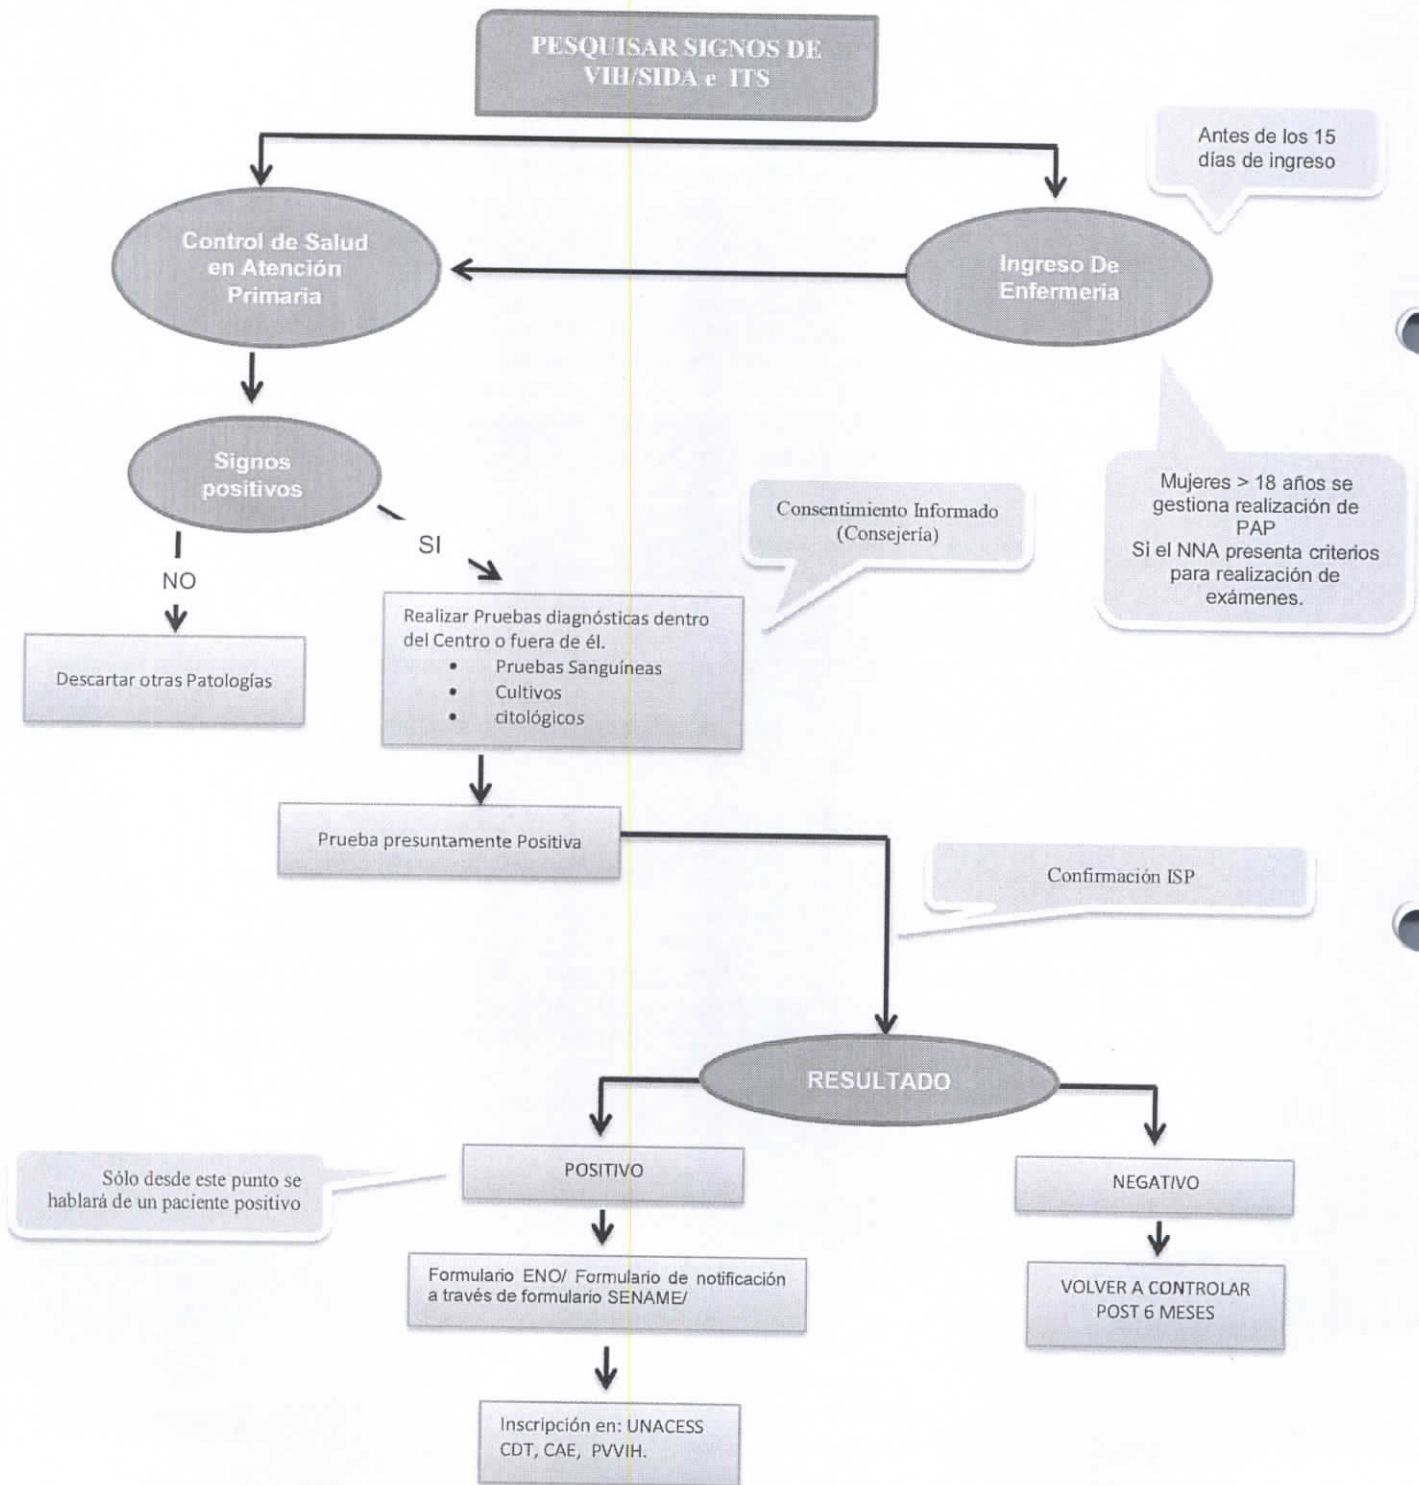 PESQUISAR SIGNOS DE
VIH/SIDA e ITS
Antes de los 15
días de ingreso
Control de Salud
en Atención
Primaria
Ingreso De
Enfermería
Signos
positivos
Mujeres > 18 años se
gestiona realización de
PAP
Si el NNA presenta criterios
para realización de
exámenes.
Consentimiento Informado
(Consejería)
SI
NO
Realizar Pruebas diagnósticas dentro
del Centro o fuera de él.
• Pruebas Sanguíneas
• Cultivos
• citológicos
Descartar otras Patologías
Prueba presuntamente Positiva
Confirmación ISP
RESULTADO
Sólo desde este punto se
hablará de un paciente positivo
POSITIVO
NEGATIVO
Formulario ENO/ Formulario de notificación
a través de formulario SENAME/
VOLVER A CONTROLAR
POST 6 MESES
Inscripción en: UNACESS
CDT, CAE, PVVIH.